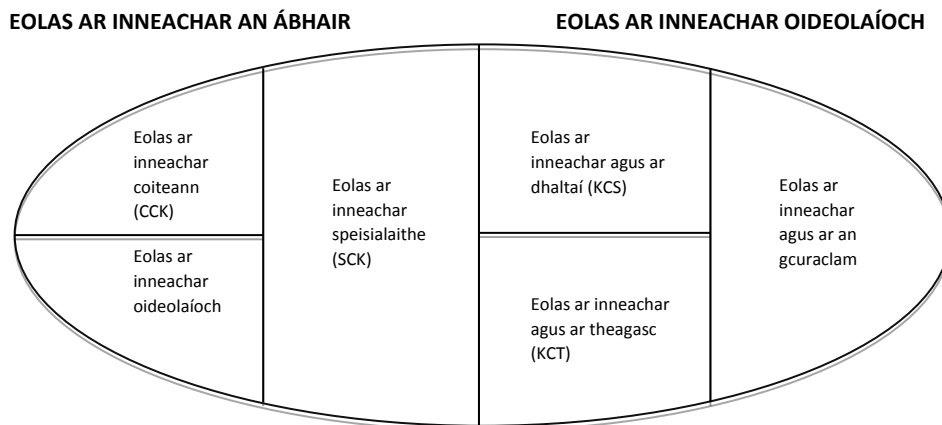 EOLAS AR INNEACHAR AN ÁBHAIR
EOLAS AR INNEACHAR OIDEOLAÍOCH
Eolas ar
inneachar
coiteann
(CCK)
Eolas ar
inneachar
oideolaíoch
Eolas ar
inneachar
speisialaithe
(SCK)
Eolas ar
inneachar agus ar
dhaltaí (KCS)
Eolas ar inneachar
agus ar theagasc
(KCT)
Eolas ar
inneachar
agus ar an
gcuraclam